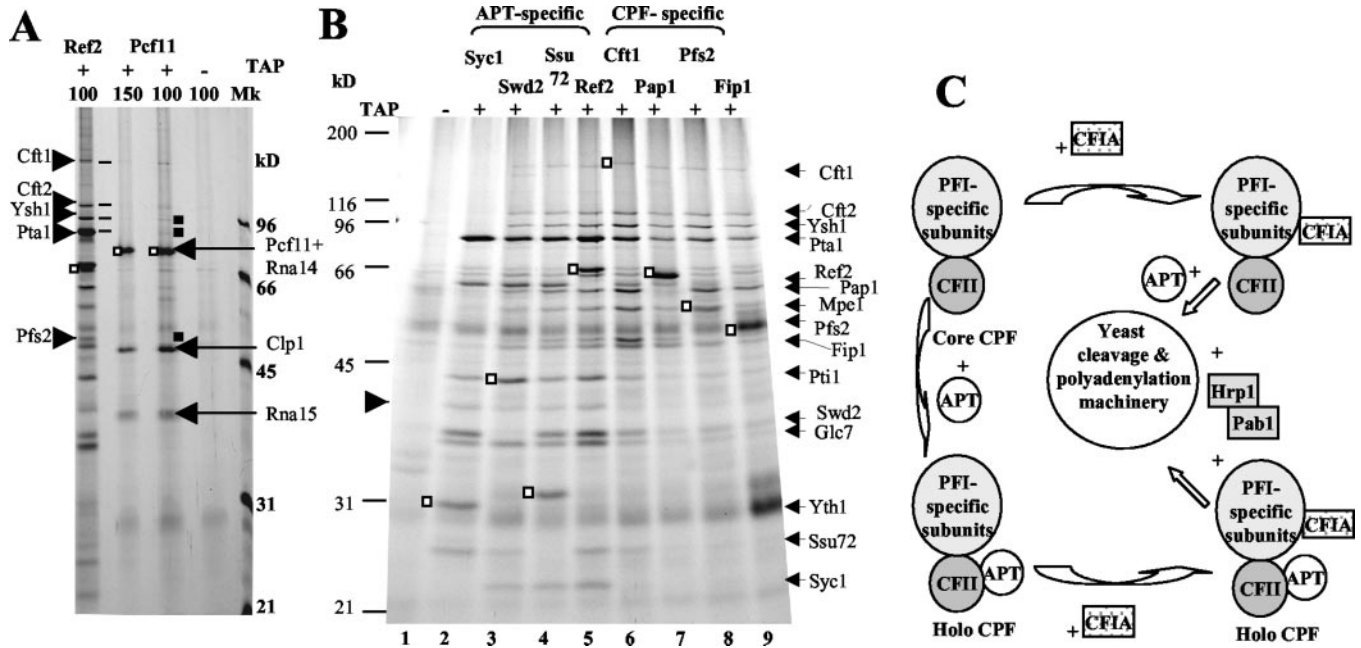 A
Ref2 Pcf11
+ + + - TAP
100 150 100 100 Mk
kD
Cft1
Cft2
Ysh1
Pta1
96
Pcf11+
Rna14
66
Pfs2
Clp1
45
Rna15
31
21
B
APT-specific CPF- specific
Syc1 Ssu Cft1 Pfs2
kD Swd2 72 Ref2 Pap1 Fip1
TAP - + + + + + + + +
200
116
96
66
45
31
21
Cft1
Cft2
Ysh1
Pta1
Ref2
Pap1
Mpe1
Pfs2
Fip1
Pti1
Swd2
Glc7
Yth1
Ssu72
Syc1
1 2 3 4 5 6 7 8 9
C
+ CFIA
PFI-
specific
subunits
CFII
Core CPF
PFI-
specific
subunits
CFIA
CFII
APT +
+
APT
Yeast
cleavage &
polyadenylation
machinery
+
Hrp1
Pab1
+
PFI-
specific
subunits
CFII APT
Holo CPF
+ CFIA
PFI-
specific
subunits
CFIA
CFII APT
Holo CPF